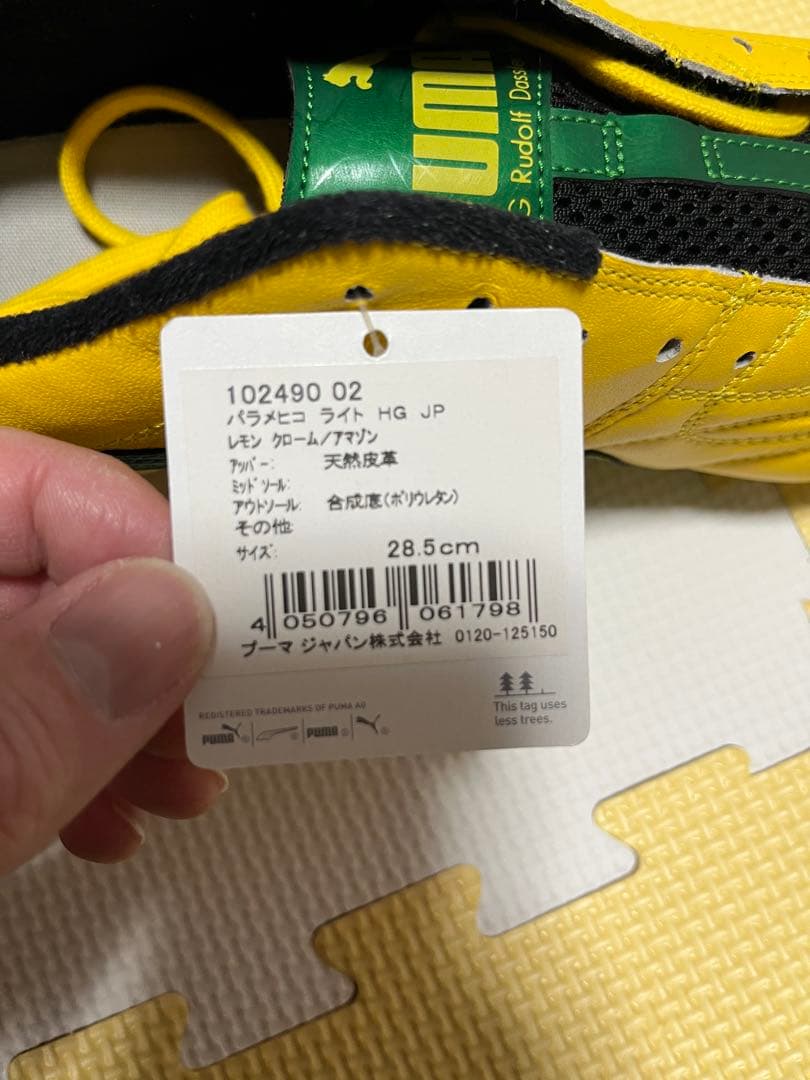 PUMA
G Rudolf Dassle
102490 02
パラメヒコ ライト HG JP
レモン クローム/アマゾン
アッパー: 天然皮革
ミッドソール:
アウトソール: 合成底(ポリウレタン)
その他:
サイズ: 28.5cm
4 050796 061798
プーマ ジャパン株式会社 0120-125150
REGISTERED TRADEMARKS OF PUMA AG
PUMA ® ® PUMA ® ®
This tag uses
less trees.